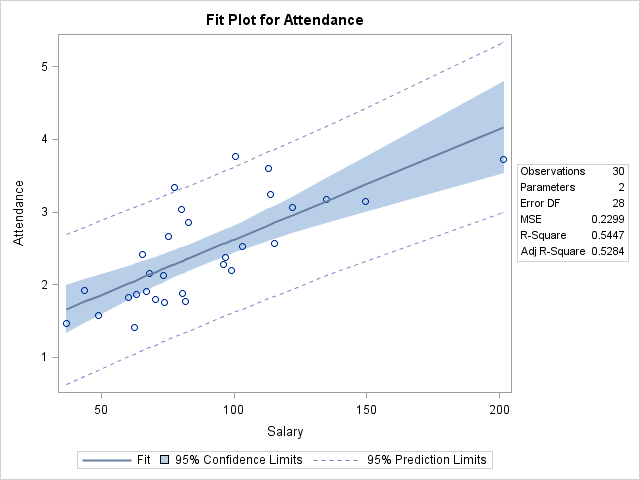 Fit Plot for Attendance
5
4
3
2
1
Attendance
50 100 150 200
Salary
Observations 30
Parameters 2
Error DF 28
MSE 0.2299
R-Square 0.5447
Adj R-Square 0.5284
Fit 95% Confidence Limits 95% Prediction Limits